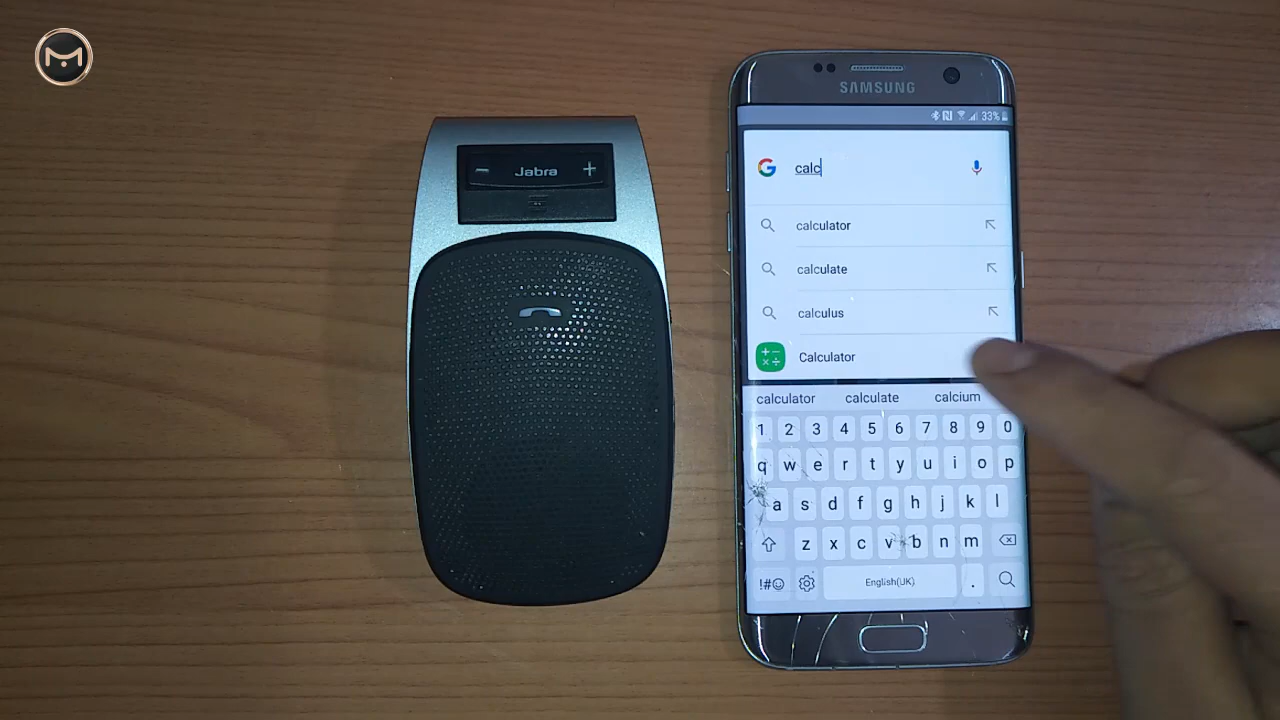 Jabra
SAMSUNG
33%
calc
calculator
calculate
calculus
Calculator
calculator calculate calcium
1 2 3 4 5 6 7 8 9 0
q w e r t y u i o p
a s d f g h j k l
z x c v b n m
!#☺ English(UK) .